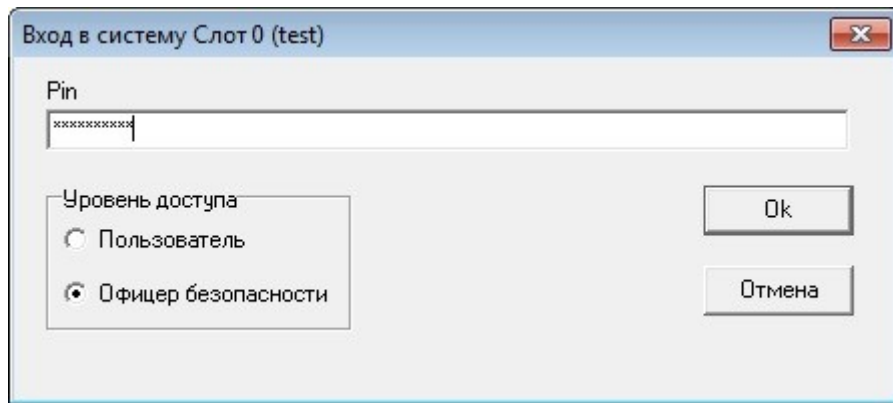 Вход в систему Слот 0 (test)
Pin
**********
Уровень доступа
Пользователь
Офицер безопасности
Ok
Отмена